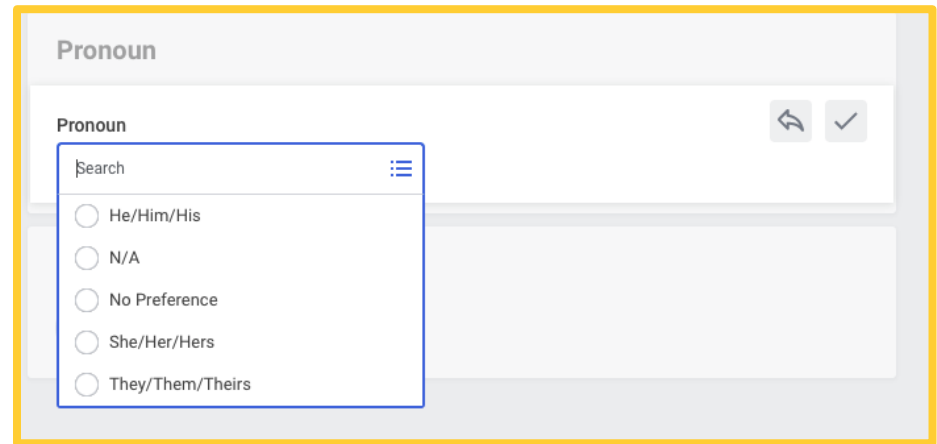 Pronoun
Pronoun
Search
He/Him/His
N/A
No Preference
She/Her/Hers
They/Them/Theirs